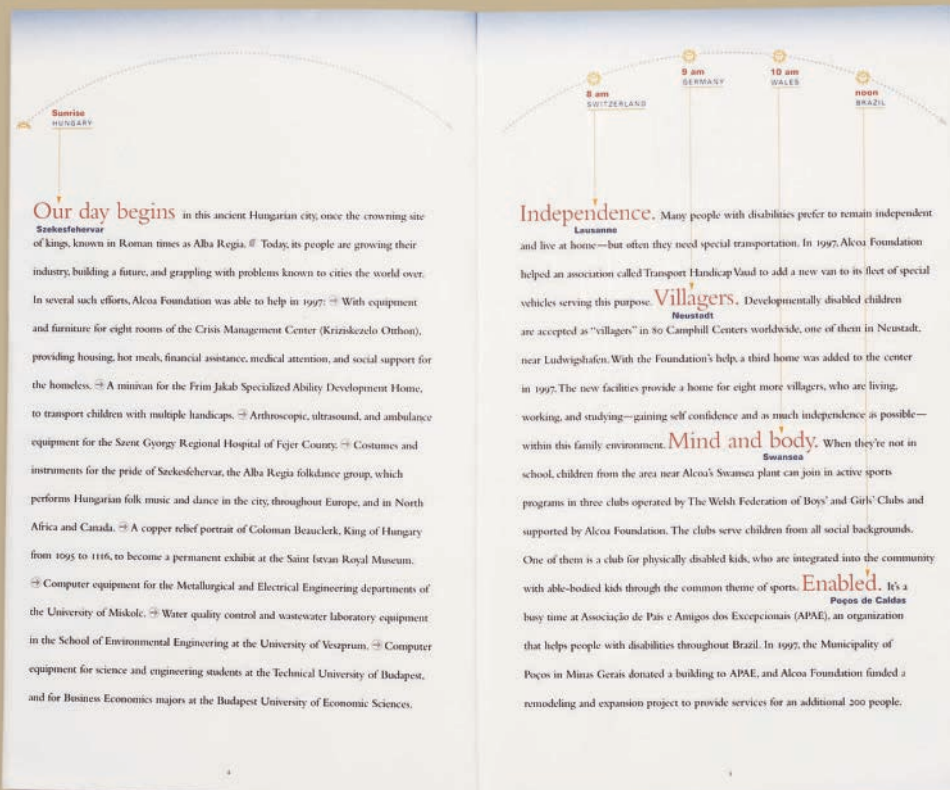 Sunrise
HUNGARY
Our day begins in this ancient Hungarian city, once the crowning site
Szekesfehervar
of kings, known in Roman times as Alba Regia. Today, its people are growing their
industry, building a future, and grappling with problems known to cities the world over.
In several such efforts, Alcoa Foundation was able to help in 1997: → With equipment
and furniture for eight rooms of the Crisis Management Center (Kriziskezelo Otthon),
providing housing, hot meals, financial assistance, medical attention, and social support for
the homeless. → A minivan for the Frim Jakab Specialized Ability Development Home,
to transport children with multiple handicaps. → Arthroscopic, ultrasound, and ambulance
equipment for the Szent Gyorgy Regional Hospital of Fejer County. → Costumes and
instruments for the pride of Szekesfehervar, the Alba Regia folkdance group, which
performs Hungarian folk music and dance in the city, throughout Europe, and in North
Africa and Canada. → A copper relief portrait of Coloman Beauclerk, King of Hungary
from 1095 to 1116, to become a permanent exhibit at the Saint Istvan Royal Museum.
→ Computer equipment for the Metallurgical and Electrical Engineering departments of
the University of Miskolc. → Water quality control and wastewater laboratory equipment
in the School of Environmental Engineering at the University of Veszprum. → Computer
equipment for science and engineering students at the Technical University of Budapest,
and for Business Economics majors at the Budapest University of Economic Sciences.
8 am
SWITZERLAND
9 am
GERMANY
10 am
WALES
noon
BRAZIL
Independence. Many people with disabilities prefer to remain independent
Lausanne
and live at home—but often they need special transportation. In 1997, Alcoa Foundation
helped an association called Transport Handicap Vaud to add a new van to its fleet of special
vehicles serving this purpose. Villagers. Developmentally disabled children
Neustadt
are accepted as "villagers" in 80 Camphill Centers worldwide, one of them in Neustadt,
near Ludwigshafen. With the Foundation's help, a third home was added to the center
in 1997. The new facilities provide a home for eight more villagers, who are living,
working, and studying—gaining self confidence and as much independence as possible—
within this family environment. Mind and body. When they're not in
Swansea
school, children from the area near Alcoa's Swansea plant can join in active sports
programs in three clubs operated by The Welsh Federation of Boys' and Girls' Clubs and
supported by Alcoa Foundation. The clubs serve children from all social backgrounds.
One of them is a club for physically disabled kids, who are integrated into the community
with able-bodied kids through the common theme of sports. Enabled. It's a
Poços de Caldas
busy time at Associação de Pais e Amigos dos Excepcionais (APAE), an organization
that helps people with disabilities throughout Brazil. In 1997, the Municipality of
Poços in Minas Gerais donated a building to APAE, and Alcoa Foundation funded a
remodeling and expansion project to provide services for an additional 200 people.